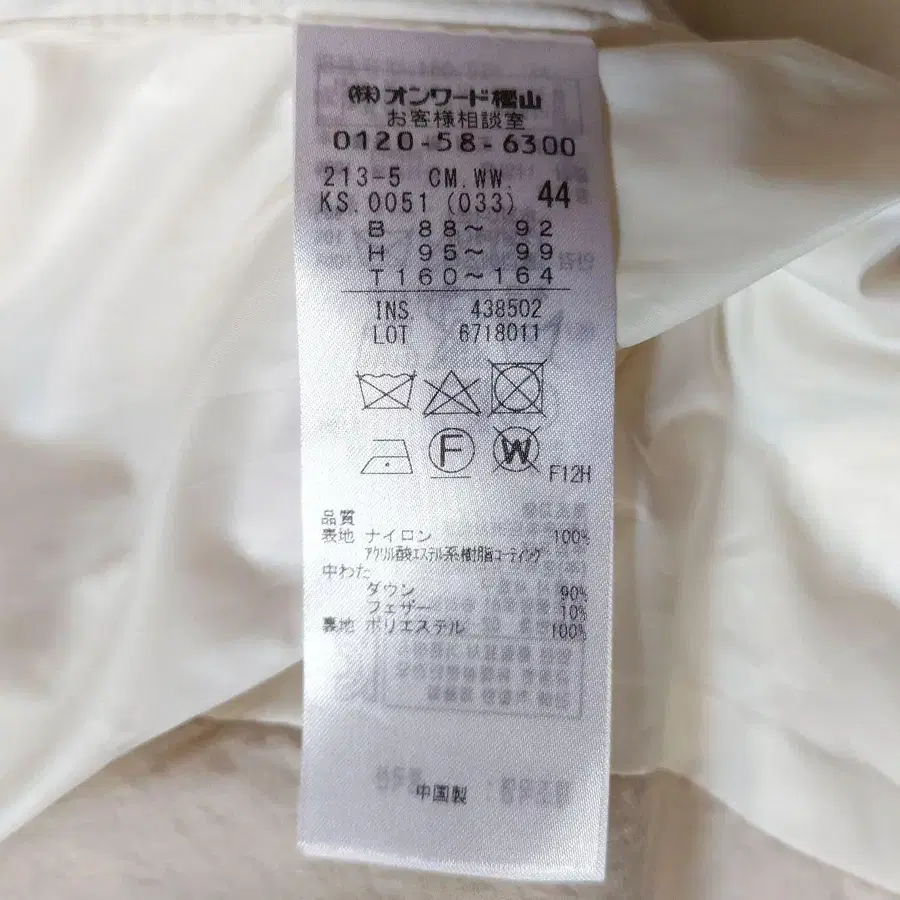 ㈱オンワード樫山
お客様相談室
0120-58-6300
213-5 CM.WW.
KS.0051 (033) 44
B 88～ 92
H 95～ 99
T 160～164
INS 438502
LOT 6718011
F
W
F12H
品質
表地 ナイロン 100%
アクリル酸エステル系樹脂コーティング
中わた
ダウン 90%
フェザー 10%
裏地 ポリエステル 100%
中国製